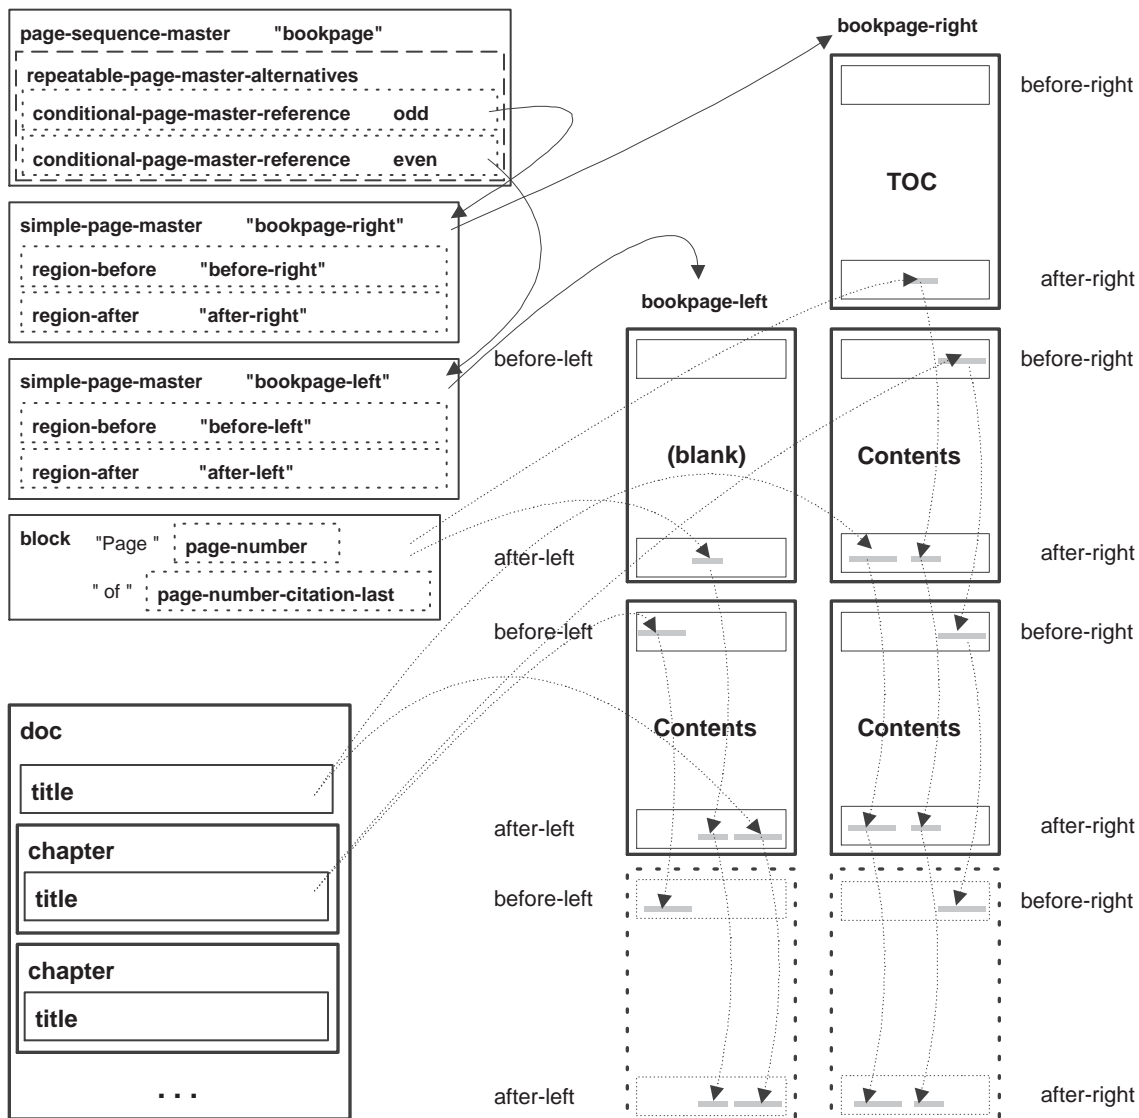 page-sequence-master "bookpage"
repeatable-page-master-alternatives
conditional-page-master-reference odd
conditional-page-master-reference even
simple-page-master "bookpage-right"
region-before "before-right"
region-after "after-right"
simple-page-master "bookpage-left"
region-before "before-left"
region-after "after-left"
block "Page " page-number
" of " page-number-citation-last
doc
title
chapter
title
chapter
title
. . .
bookpage-right
before-right
TOC
after-right
bookpage-left
before-left
before-right
(blank)
Contents
after-left
after-right
before-left
before-right
Contents
Contents
after-left
after-right
before-left
before-right
after-left
after-right